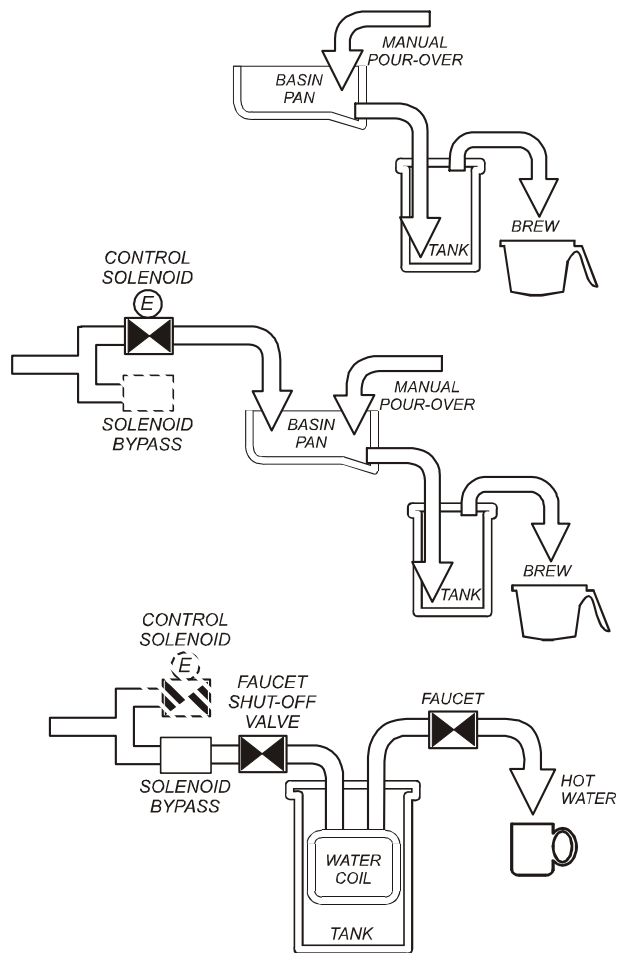 MANUAL
POUR-OVER
BASIN
PAN
BREW
TANK
CONTROL
SOLENOID
E
MANUAL
POUR-OVER
SOLENOID
BYPASS
BASIN
PAN
BREW
TANK
CONTROL
SOLENOID
E
FAUCET
SHUT-OFF
VALVE
FAUCET
SOLENOID
BYPASS
HOT
WATER
WATER
COIL
TANK